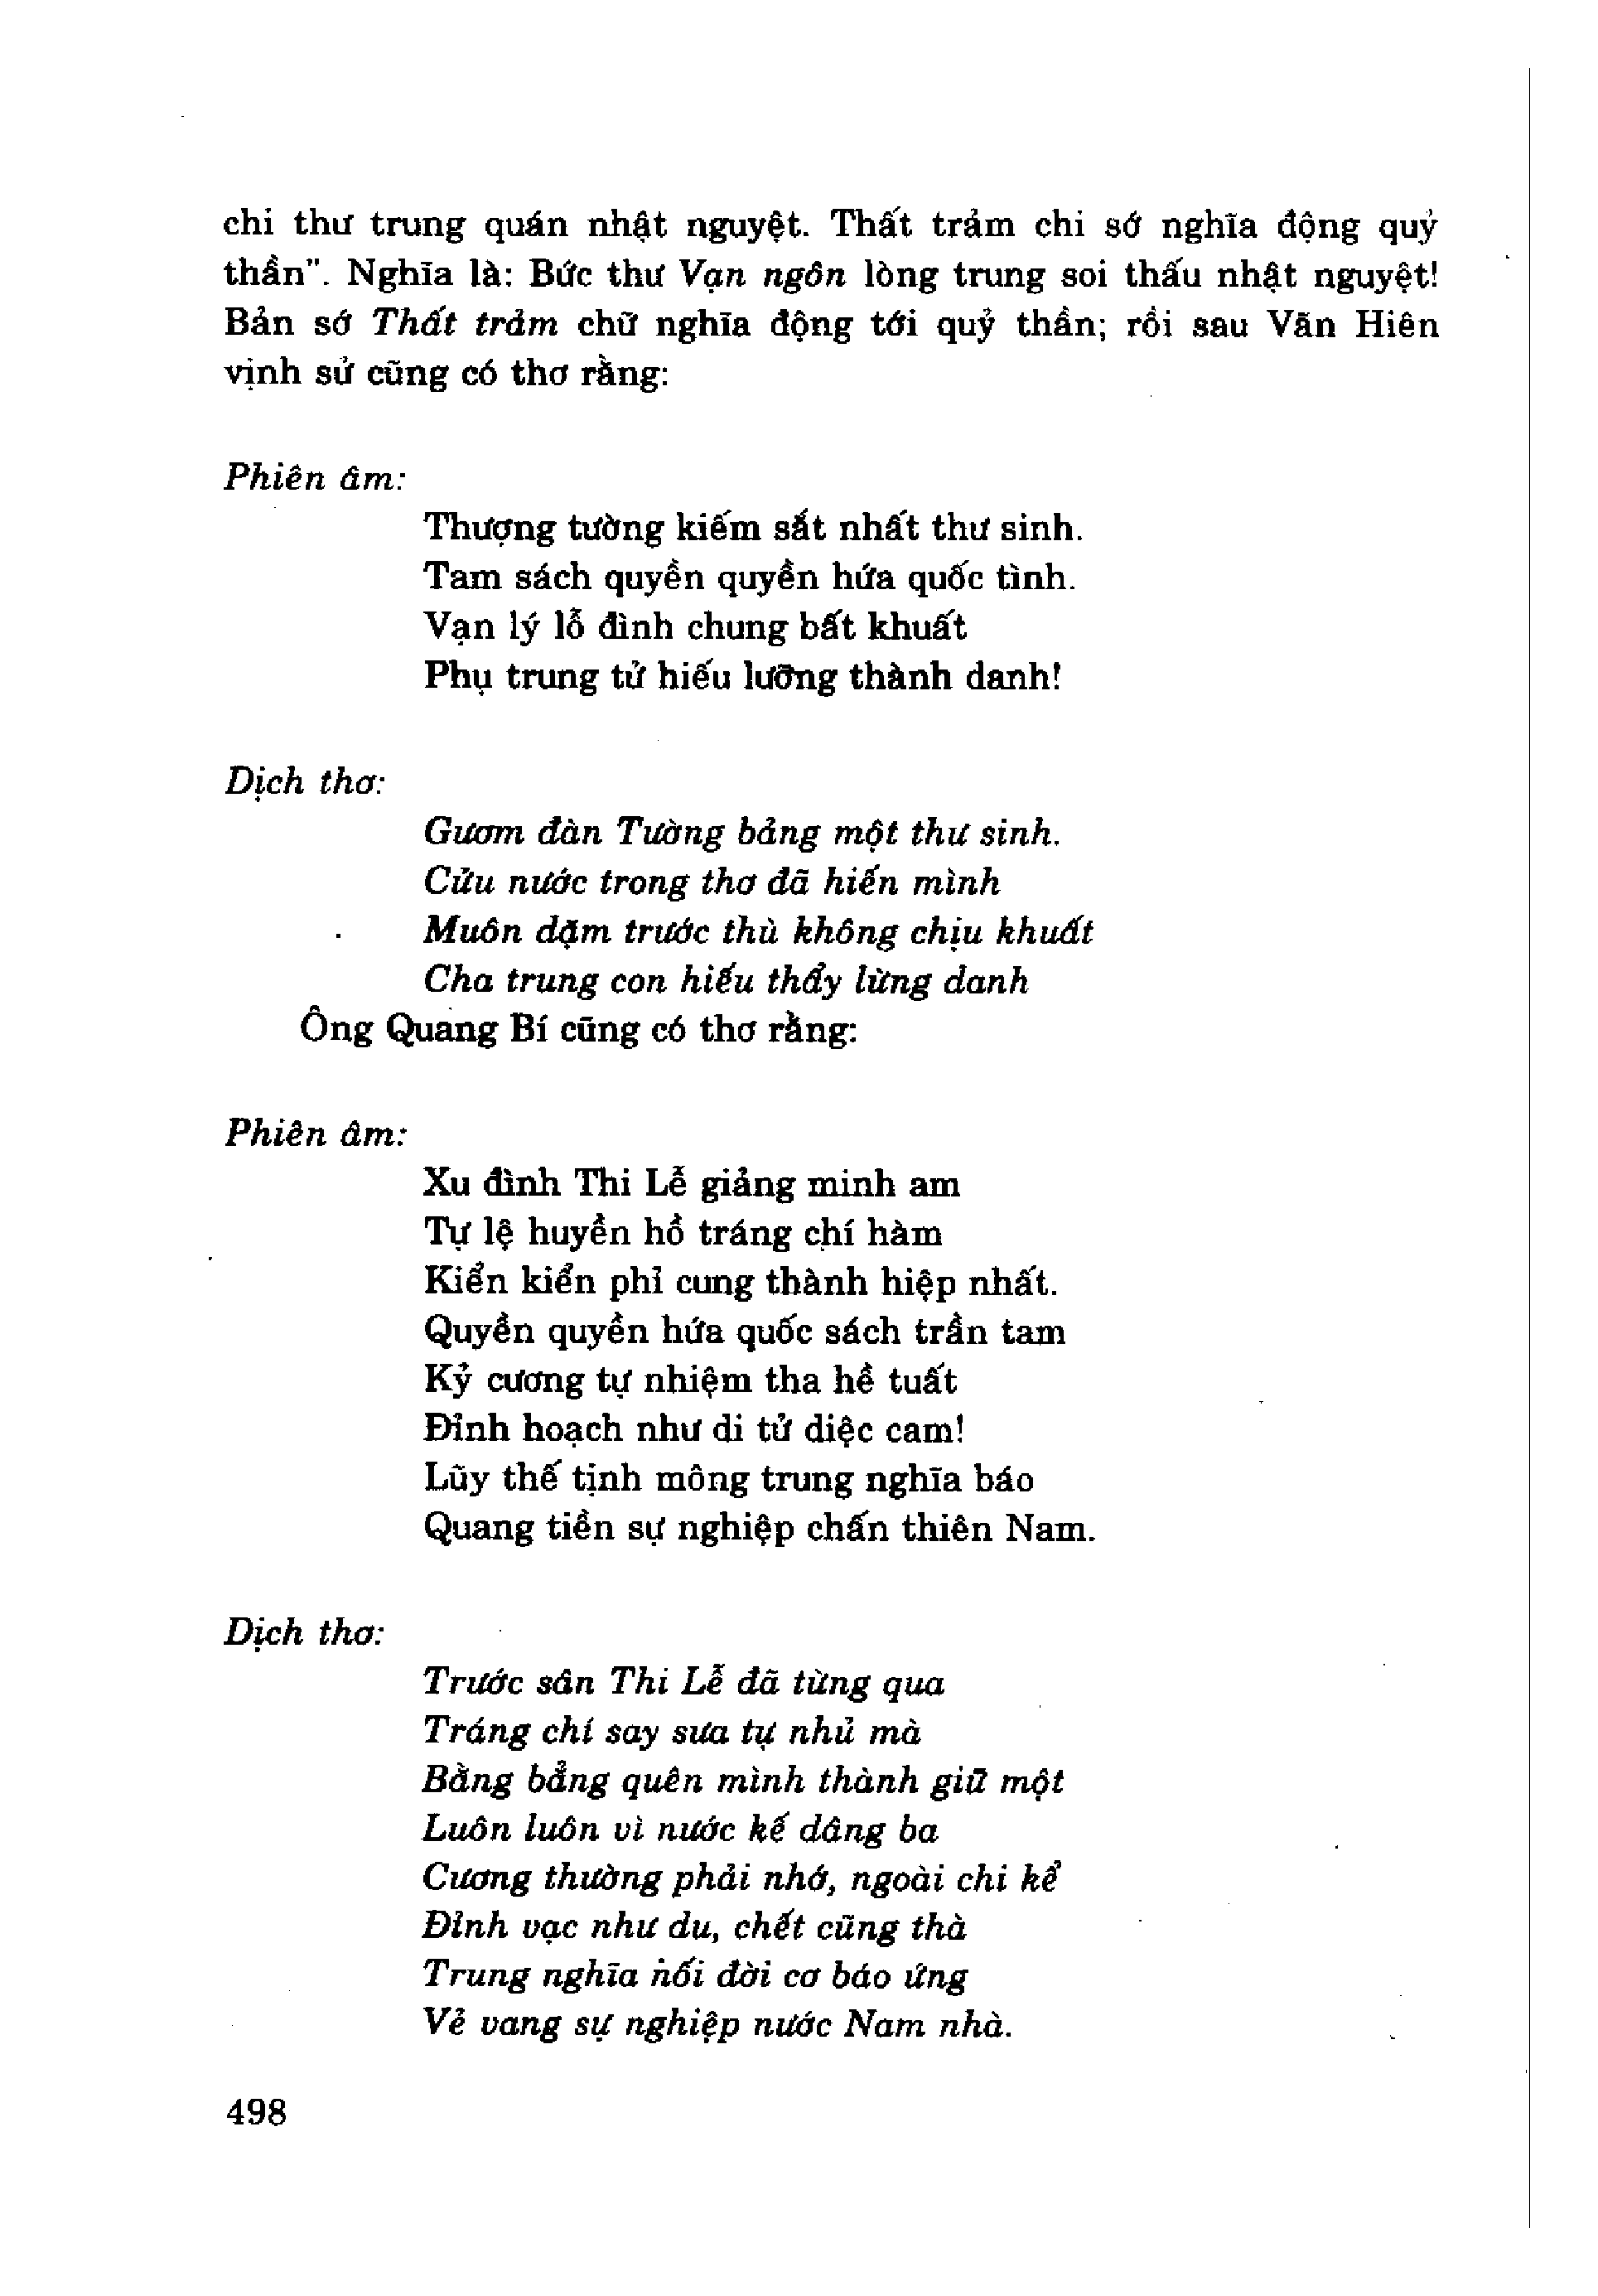 chi thư trung quán nhật nguyệt. Thất trảm chi sớ nghĩa động quỷ
thần". Nghĩa là: Bức thư Vạn ngôn lòng trung soi thấu nhật nguyệt!
Bản sớ Thất trảm chữ nghĩa động tới quỷ thần; rồi sau Văn Hiên
vịnh sử cũng có thơ rằng:
Phiên âm:
Thượng tường kiếm sắt nhất thư sinh.
Tam sách quyền quyền hứa quốc tình.
Vạn lý lỗ đình chung bất khuất
Phụ trung tử hiếu lưỡng thành danh!
Dịch thơ:
Gươm đàn Tường bảng một thư sinh.
Cửu nước trong thơ đã hiến mình
Muôn dặm trước thù không chịu khuất
Cha trung con hiếu thẩy lừng danh
Ông Quang Bí cũng có thơ rằng:
Phiên âm:
Xu đình Thi Lễ giảng minh am
Tự lệ huyền hồ tráng chí hàm
Kiển kiển phỉ cung thành hiệp nhất.
Quyền quyền hứa quốc sách trần tam
Kỷ cương tự nhiệm tha hề tuất
Đỉnh hoạch như di tử diệc cam!
Lũy thế tịnh mông trung nghĩa báo
Quang tiền sự nghiệp chấn thiên Nam.
Dịch thơ:
Trước sân Thi Lễ đã từng qua
Tráng chí say sưa tự nhủ mà
Bằng bẳng quên mình thành giữ một
Luôn luôn vì nước kế dâng ba
Cương thường phải nhớ, ngoài chi kể
Đỉnh vạc như du, chết cũng thà
Trung nghĩa nối đời cơ báo ứng
Vẻ vang sự nghiệp nước Nam nhà.
498